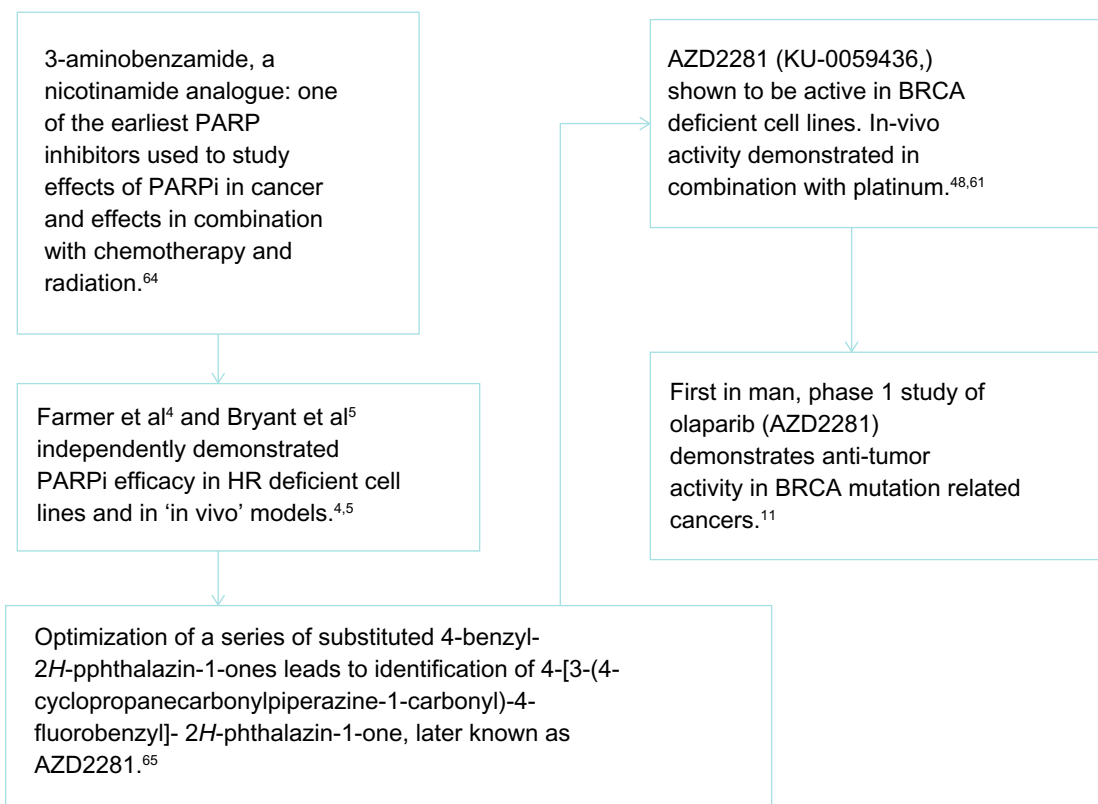 3-aminobenzamide, a
nicotinamide analogue: one
of the earliest PARP
inhibitors used to study
effects of PARPi in cancer
and effects in combination
with chemotherapy and
radiation.64
Farmer et al4 and Bryant et al5
independently demonstrated
PARPi efficacy in HR deficient cell
lines and in ‘in vivo’ models.4,5
Optimization of a series of substituted 4-benzyl-
2H-pphthalazin-1-ones leads to identification of 4-[3-(4-
cyclopropanecarbonylpiperazine-1-carbonyl)-4-
fluorobenzyl]- 2H-phthalazin-1-one, later known as
AZD2281.65
AZD2281 (KU-0059436,)
shown to be active in BRCA
deficient cell lines. In-vivo
activity demonstrated in
combination with platinum.48,61
First in man, phase 1 study of
olaparib (AZD2281)
demonstrates anti-tumor
activity in BRCA mutation related
cancers.11